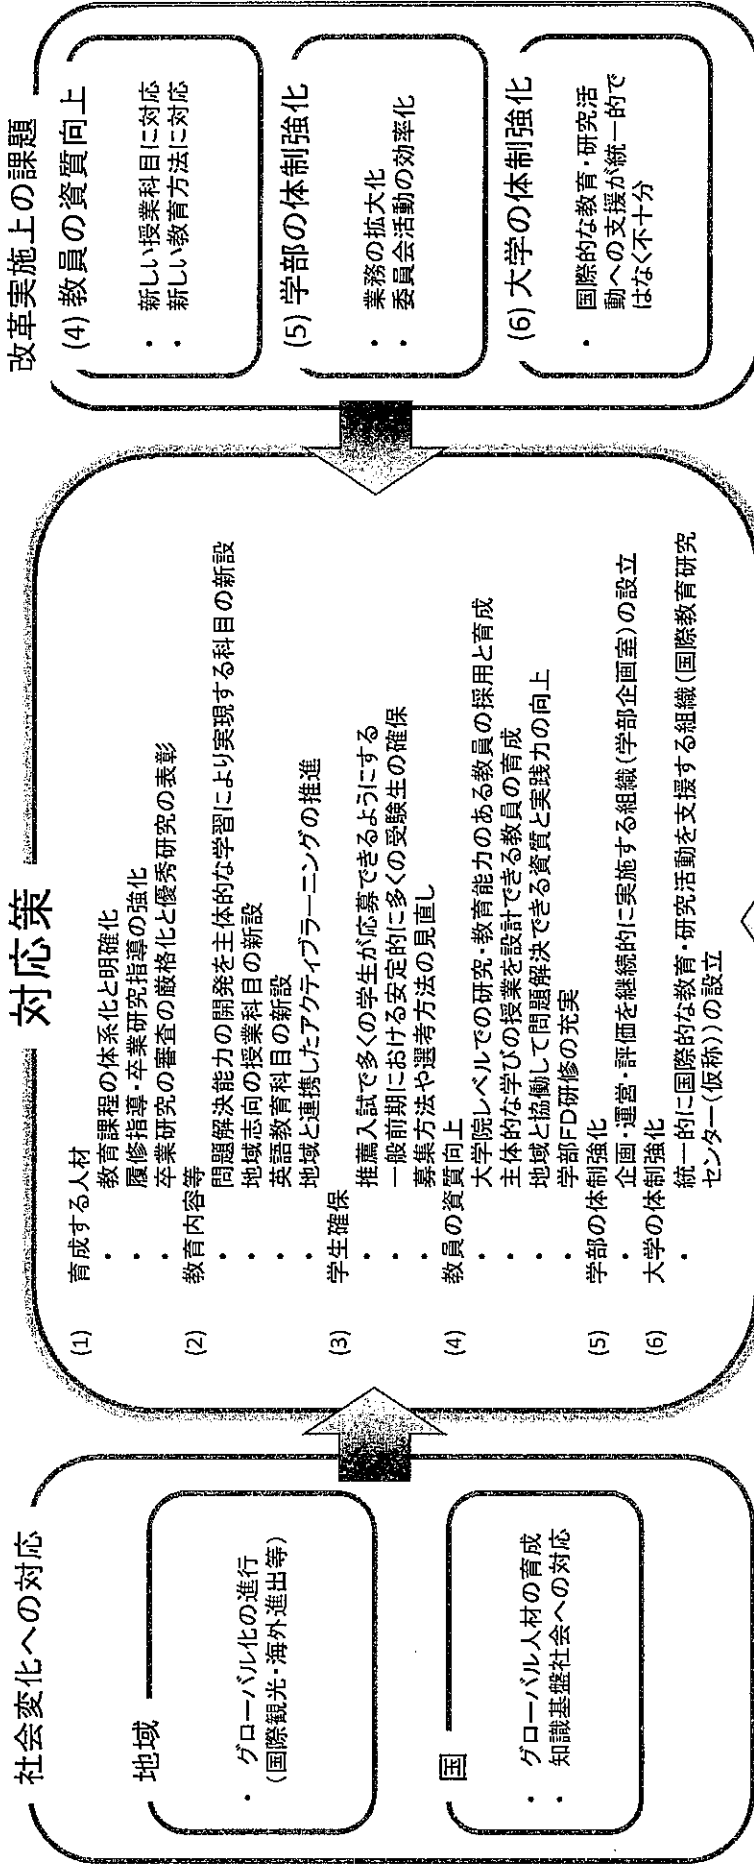 社会変化への対応
地域
・ グローバル化の進行
(国際観光・海外進出等)
国
・ グローバル人材の育成
・ 知識基盤社会への対応
対応策
(1) 育成する人材
・ 教育課程の体系化と明確化
・ 履修指導・卒業研究指導の強化
・ 卒業研究の審査の厳格化と優秀研究の表彰
(2) 教育内容等
・ 問題解決能力の開発を主体的な学習により実現する科目の新設
・ 地域志向の授業科目の新設
・ 英語教育科目の新設
・ 地域と連携したアクティブラーニングの推進
(3) 学生確保
・ 推薦入試で多くの学生が応募できるようにする
・ 一般前期における安定的に多くの受験生の確保
・ 募集方法や選考方法の見直し
(4) 教員の資質向上
・ 大学院レベルでの研究・教育能力のある教員の採用と育成
・ 主体的な学びの授業を設計できる教員の育成
・ 地域と協働して問題解決できる資質と実践力の向上
・ 学部FD研修の充実
(5) 学部の体制強化
・ 企画・運営・評価を継続的に実施する組織(学部企画室)の設立
(6) 大学の体制強化
・ 統一的に国際的な教育・研究活動を支援する組織(国際教育研究
センター(仮称))の設立
改革実施上の課題
(4) 教員の資質向上
・ 新しい授業科目に対応
・ 新しい教育方法に対応
(5) 学部の体制強化
・ 業務の拡大化
・ 委員会活動の効率化
(6) 大学の体制強化
・ 国際的な教育・研究活
動への支援が統一的で
はなく不十分